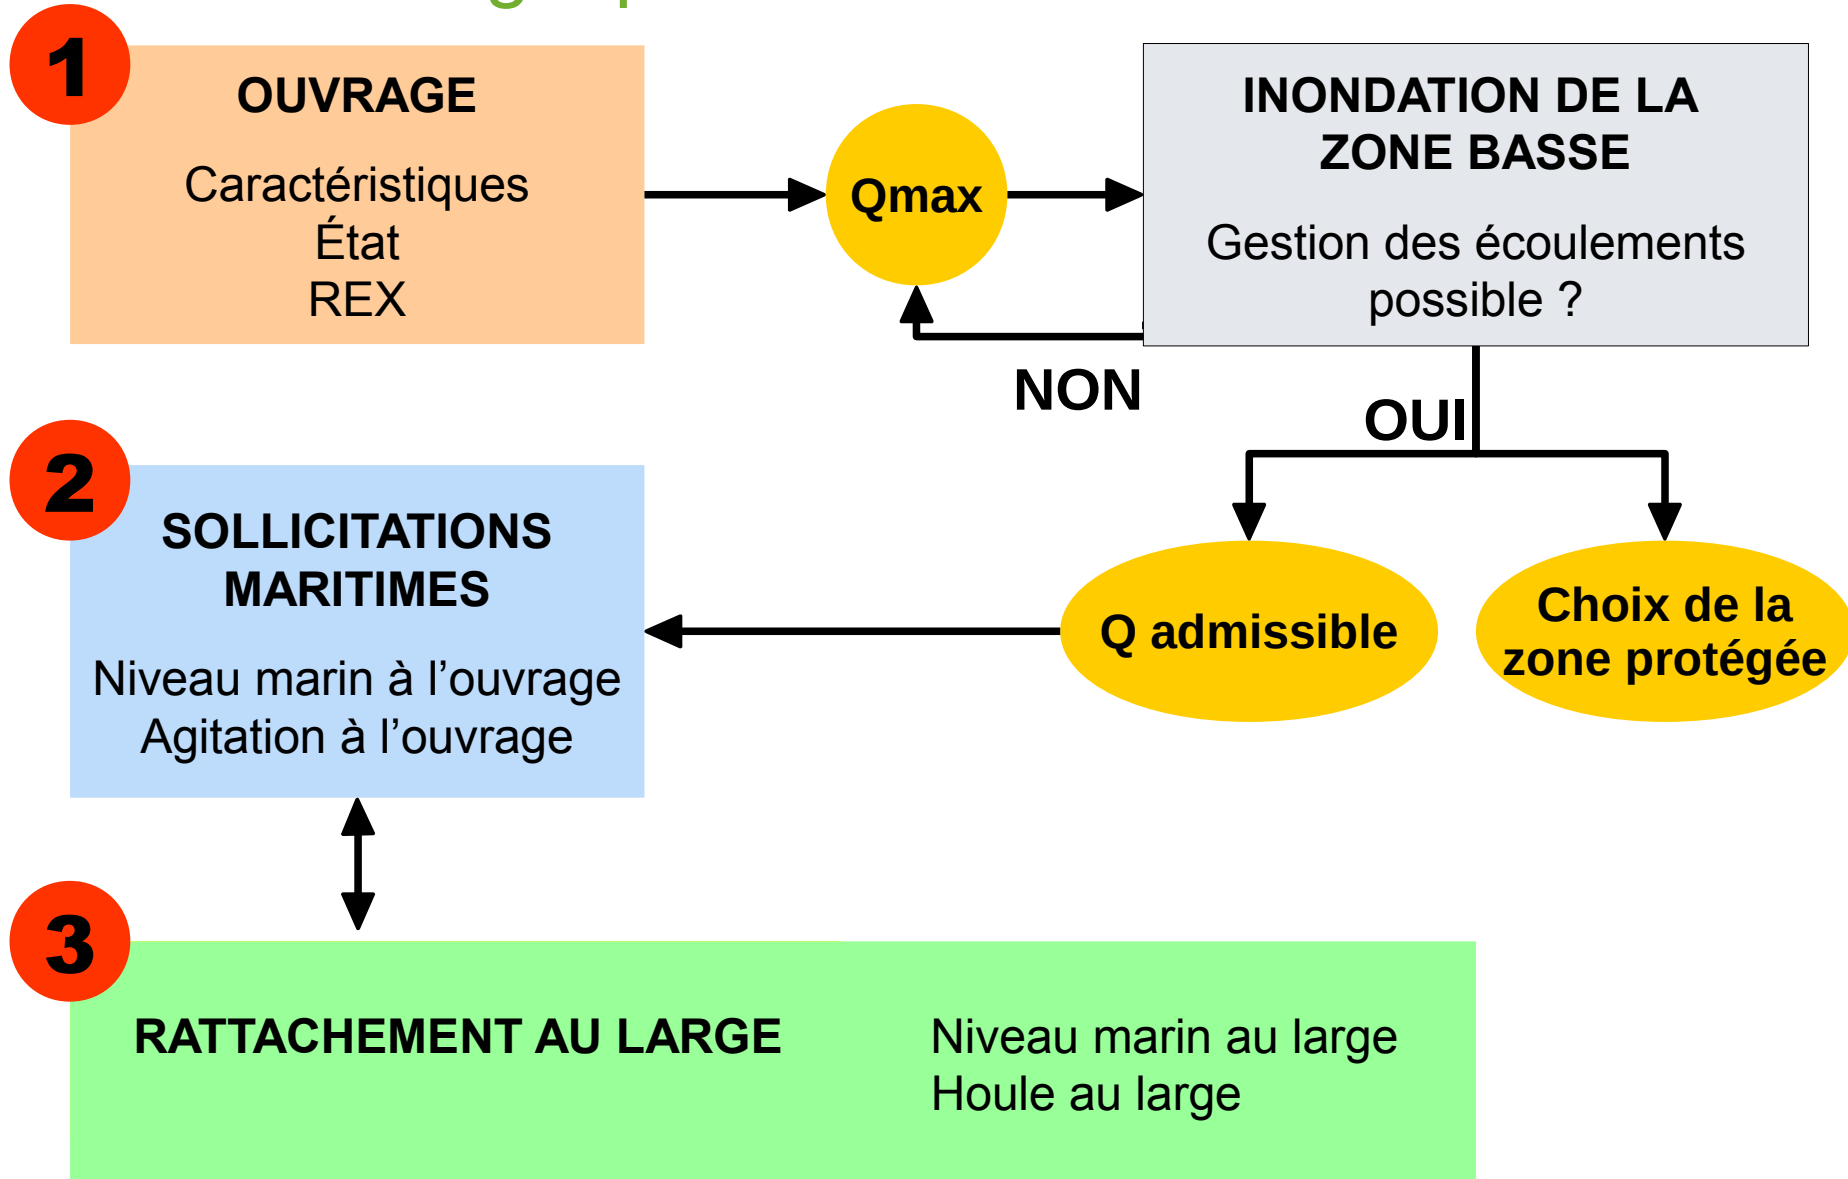 1
OUVRAGE
Caractéristiques
État
REX
Qmax
INONDATION DE LA
ZONE BASSE
Gestion des écoulements
possible ?
NON
OUI
2
SOLLICITATIONS
MARITIMES
Niveau marin à l’ouvrage
Agitation à l’ouvrage
Q admissible
Choix de la
zone protégée
3
RATTACHEMENT AU LARGE
Niveau marin au large
Houle au large